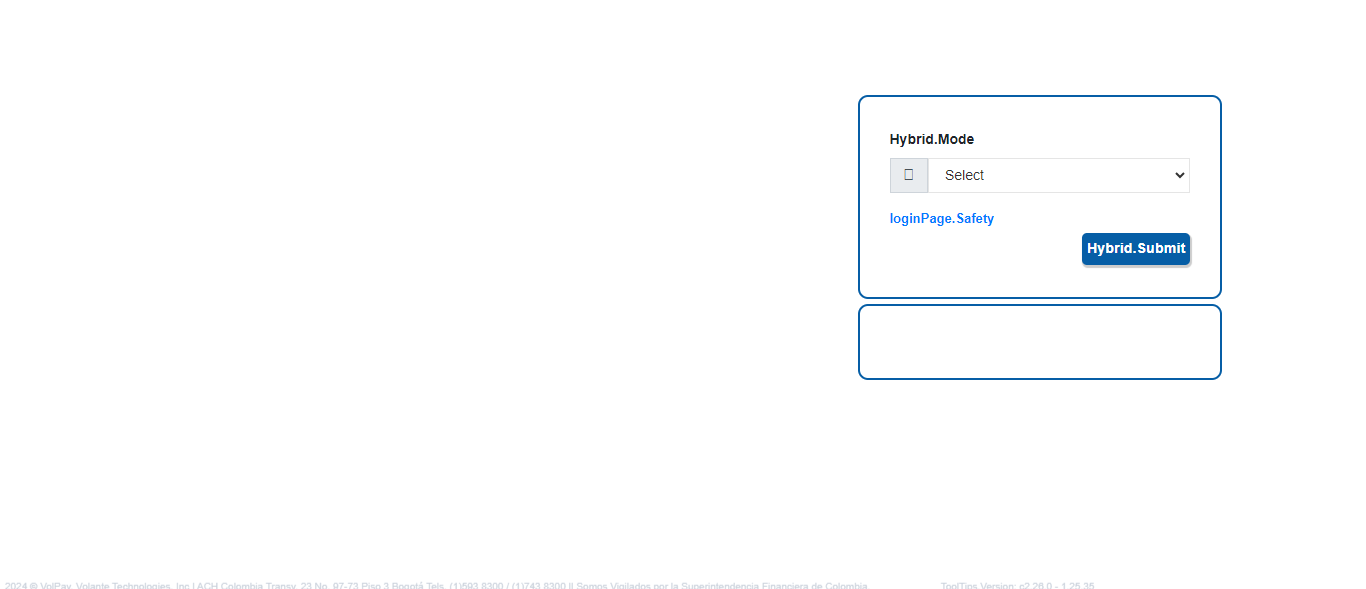 Hybrid.Mode
Select
loginPage.Safety
Hybrid.Submit
2024 © VolPay, Volante Technologies, Inc | ACH Colombia Transv. 23 No. 97-73 Piso 3 Bogotá Tels. (1)593 8300 / (1)743 8300 || Somos Vigilados por la Superintendencia Financiera de Colombia. ToolTips Version: c2.26.0 - 1.25.35